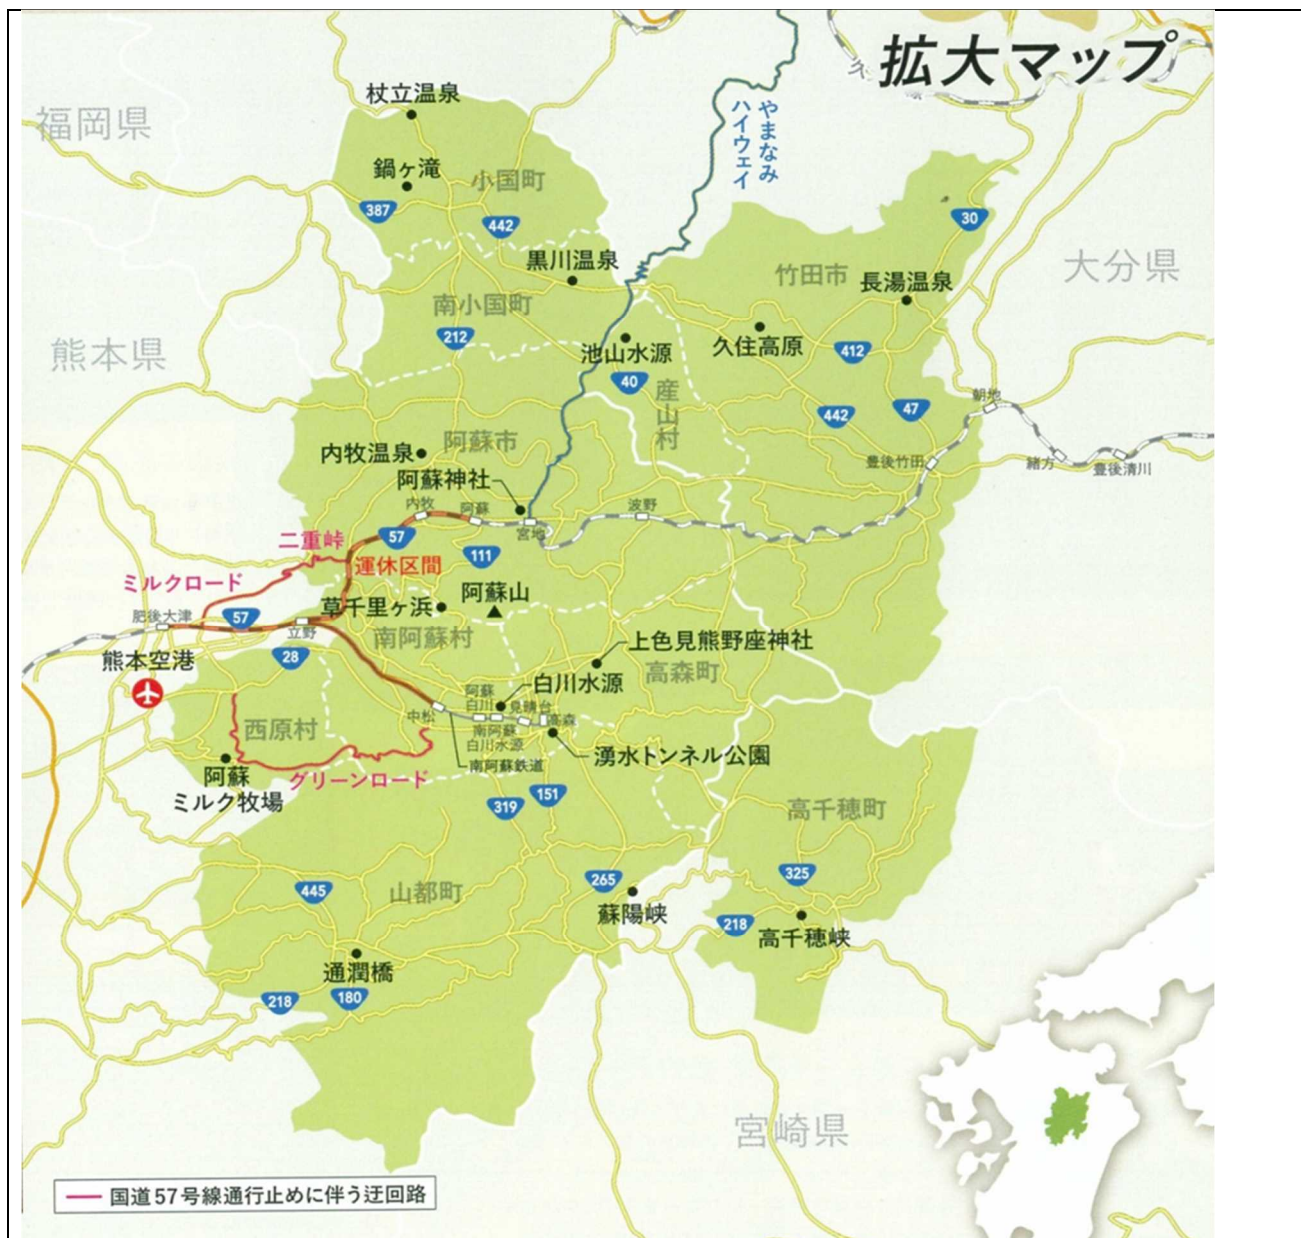 拡大マップ
久
福岡県
杖立温泉
やまなみ
ハイウェイ
鍋ヶ滝
小国町
387
442
30
黒川温泉
竹田市
大分県
長湯温泉
南小国町
熊本県
212
池山水源
久住高原
412
40
産山村
442
47
朝地
内牧温泉
阿蘇市
豊後竹田
緒方
豊後清川
阿蘇神社
内牧
阿蘇
波野
宮地
57
二重峠
運休区間
111
ミルクロード
阿蘇山
草千里ヶ浜
肥後大津
57
立野
南阿蘇村
上色見熊野座神社
熊本空港
28
高森町
白川水源
阿蘇
白川
見晴台
中松
高森
西原村
南阿蘇
白川水源
南阿蘇鉄道
湧水トンネル公園
阿蘇
ミルク牧場
グリーンロード
319
151
高千穂町
445
山都町
265
325
蘇陽峡
218
高千穂峡
通潤橋
218
180
宮崎県
国道57号線通行止めに伴う迂回路